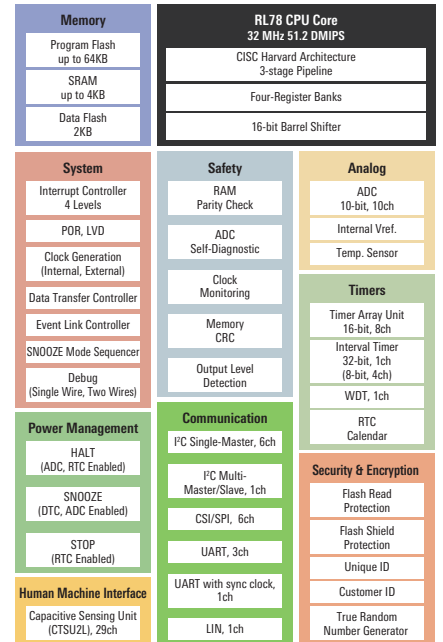 Memory
Program Flash
up to 64KB
SRAM
up to 4KB
Data Flash
2KB
RL78 CPU Core
32 MHz 51.2 DMIPS
CISC Harvard Architecture
3-stage Pipeline
Four-Register Banks
16-bit Barrel Shifter
System
Interrupt Controller
4 Levels
POR, LVD
Clock Generation
(Internal, External)
Data Transfer Controller
Event Link Controller
SNOOZE Mode Sequencer
Debug
(Single Wire, Two Wires)
Safety
RAM
Parity Check
ADC
Self-Diagnostic
Clock
Monitoring
Memory
CRC
Output Level
Detection
Analog
ADC
10-bit, 10ch
Internal Vref.
Temp. Sensor
Timers
Timer Array Unit
16-bit, 8ch
Interval Timer
32-bit, 1ch
(8-bit, 4ch)
WDT, 1ch
RTC
Calendar
Power Management
HALT
(ADC, RTC Enabled)
SNOOZE
(DTC, ADC Enabled)
STOP
(RTC Enabled)
Communication
I²C Single-Master, 6ch
I²C Multi-
Master/Slave, 1ch
CSI/SPI, 6ch
UART, 3ch
UART with sync clock,
1ch
LIN, 1ch
Security & Encryption
Flash Read
Protection
Flash Shield
Protection
Unique ID
Customer ID
True Random
Number Generator
Human Machine Interface
Capacitive Sensing Unit
(CTSU2L), 29ch